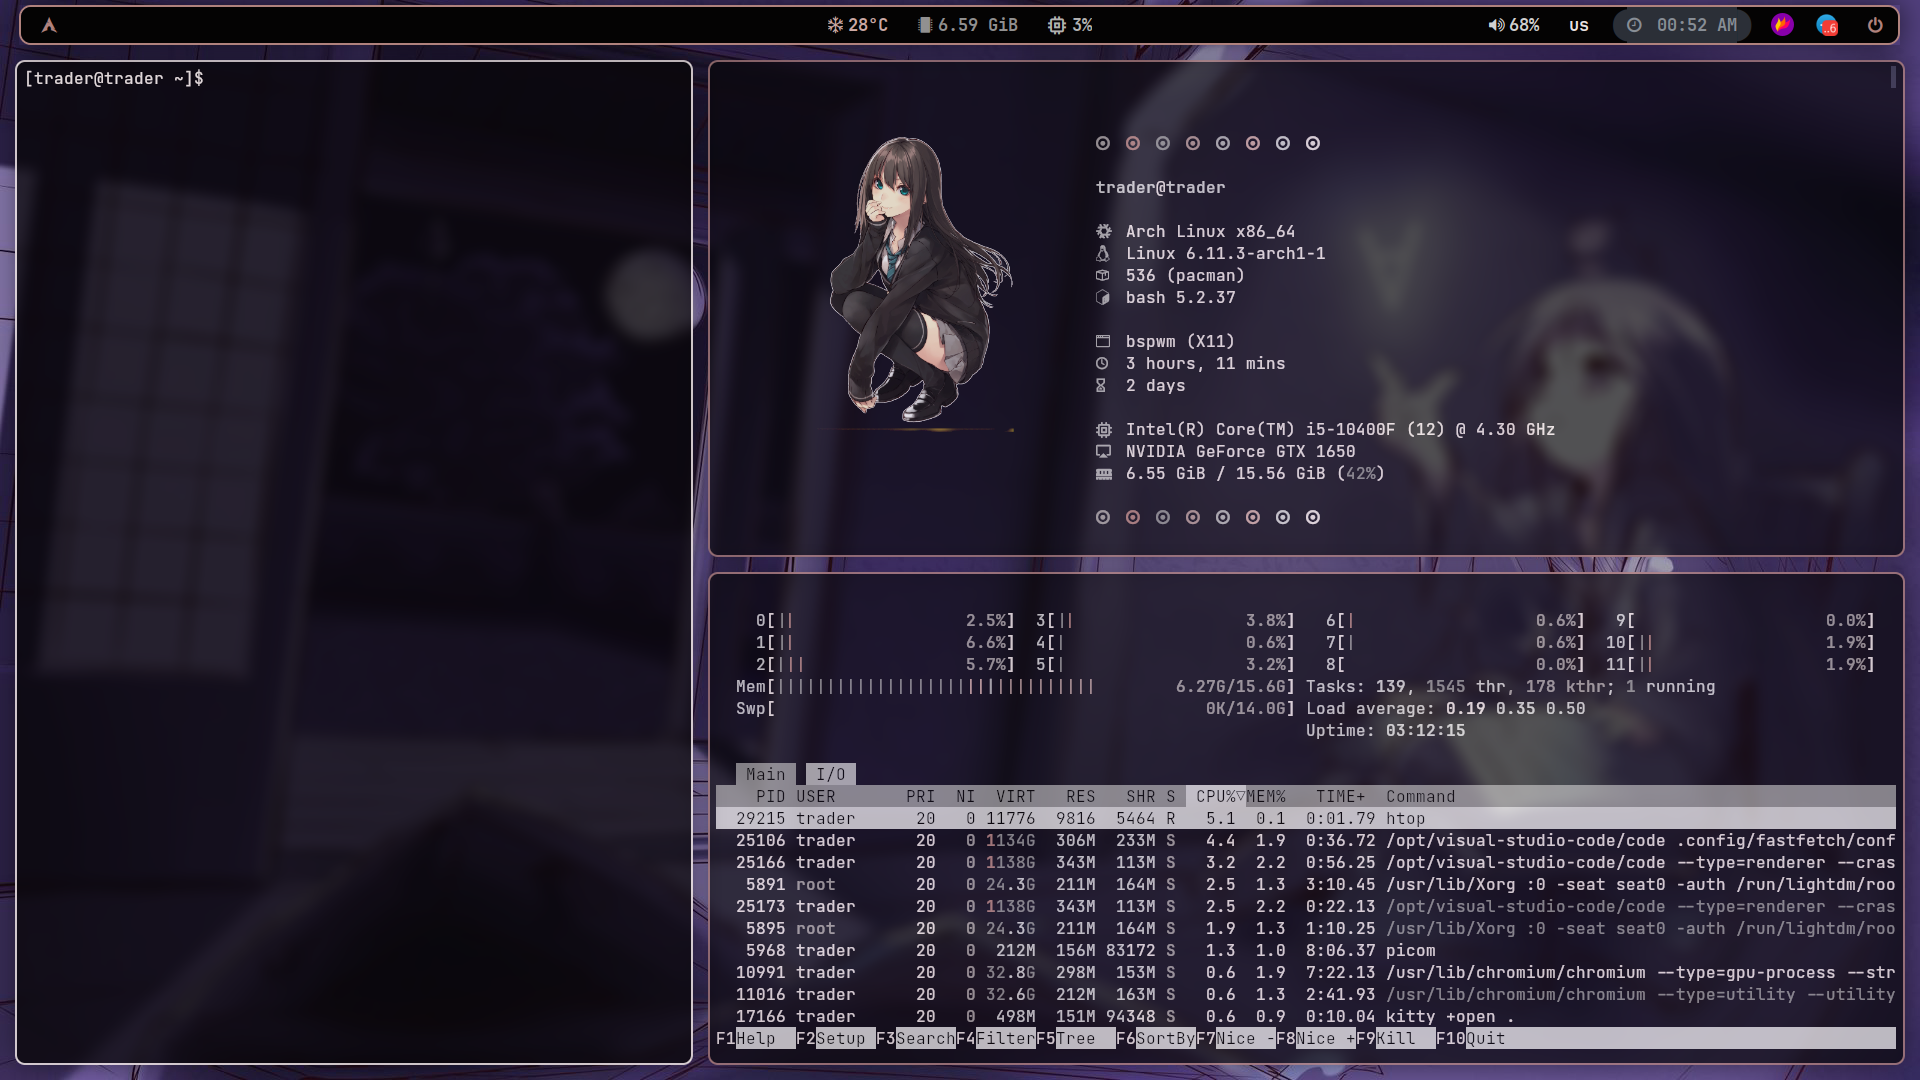 28°C 6.59 GiB 3% 68% US 00:52 AM ..6
[trader@trader ~]$
trader@trader
Arch Linux x86_64
Linux 6.11.3-arch1-1
536 (pacman)
bash 5.2.37
bspwm (X11)
3 hours, 11 mins
2 days
Intel(R) Core(TM) i5-10400F (12) @ 4.30 GHz
NVIDIA GeForce GTX 1650
6.55 GiB / 15.56 GiB (42%)
0[|| 2.5%] 3[|| 3.8%] 6[| 0.6%] 9[ 0.0%]
1[|| 6.6%] 4[| 0.6%] 7[| 0.6%] 10[|| 1.9%]
2[||| 5.7%] 5[| 3.2%] 8[ 0.0%] 11[|| 1.9%]
Mem[|||||||||||||||||||||||||||||||| 6.27G/15.6G] Tasks: 139, 1545 thr, 178 kthr; 1 running
Swp[ 0K/14.0G] Load average: 0.19 0.35 0.50
Uptime: 03:12:15
Main I/O
PID USER PRI NI VIRT RES SHR S CPU%▽MEM% TIME+ Command
29215 trader 20 0 11776 9816 5464 R 5.1 0.1 0:01.79 htop
25106 trader 20 0 1134G 306M 233M S 4.4 1.9 0:36.72 /opt/visual-studio-code/code .config/fastfetch/conf
25166 trader 20 0 1138G 343M 113M S 3.2 2.2 0:56.25 /opt/visual-studio-code/code --type=renderer --cras
5891 root 20 0 24.3G 211M 164M S 2.5 1.3 3:10.45 /usr/lib/Xorg :0 -seat seat0 -auth /run/lightdm/roo
25173 trader 20 0 1138G 343M 113M S 2.5 2.2 0:22.13 /opt/visual-studio-code/code --type=renderer --cras
5895 root 20 0 24.3G 211M 164M S 1.9 1.3 1:10.25 /usr/lib/Xorg :0 -seat seat0 -auth /run/lightdm/roo
5968 trader 20 0 212M 156M 83172 S 1.3 1.0 8:06.37 picom
10991 trader 20 0 32.8G 298M 153M S 0.6 1.9 7:22.13 /usr/lib/chromium/chromium --type=gpu-process --str
11016 trader 20 0 32.6G 212M 163M S 0.6 1.3 2:41.93 /usr/lib/chromium/chromium --type=utility --utility
17166 trader 20 0 498M 151M 94348 S 0.6 0.9 0:10.04 kitty +open .
F1Help F2Setup F3SearchF4FilterF5Tree F6SortByF7Nice -F8Nice +F9Kill F10Quit